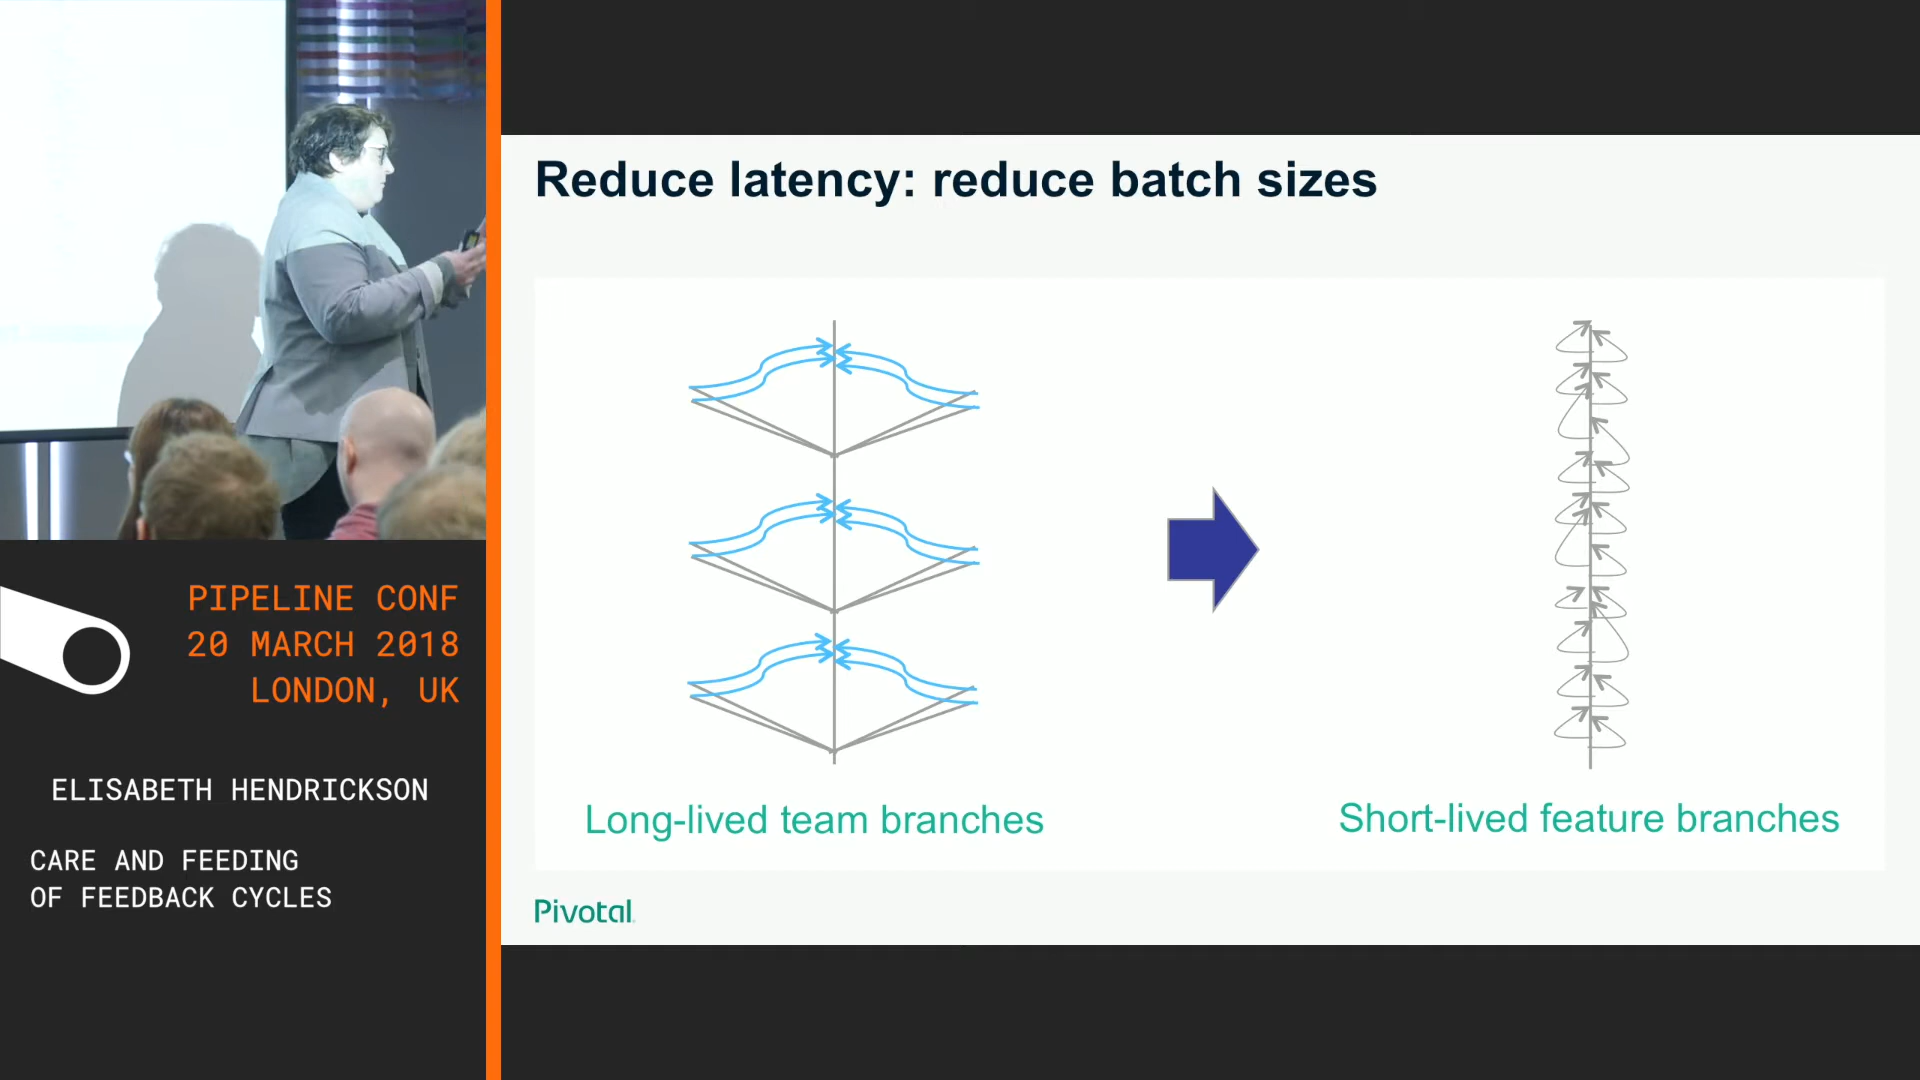 Reduce latency: reduce batch sizes
Long-lived team branches
Short-lived feature branches
Pivotal
PIPELINE CONF
20 MARCH 2018
LONDON, UK
ELISABETH HENDRICKSON
CARE AND FEEDING
OF FEEDBACK CYCLES